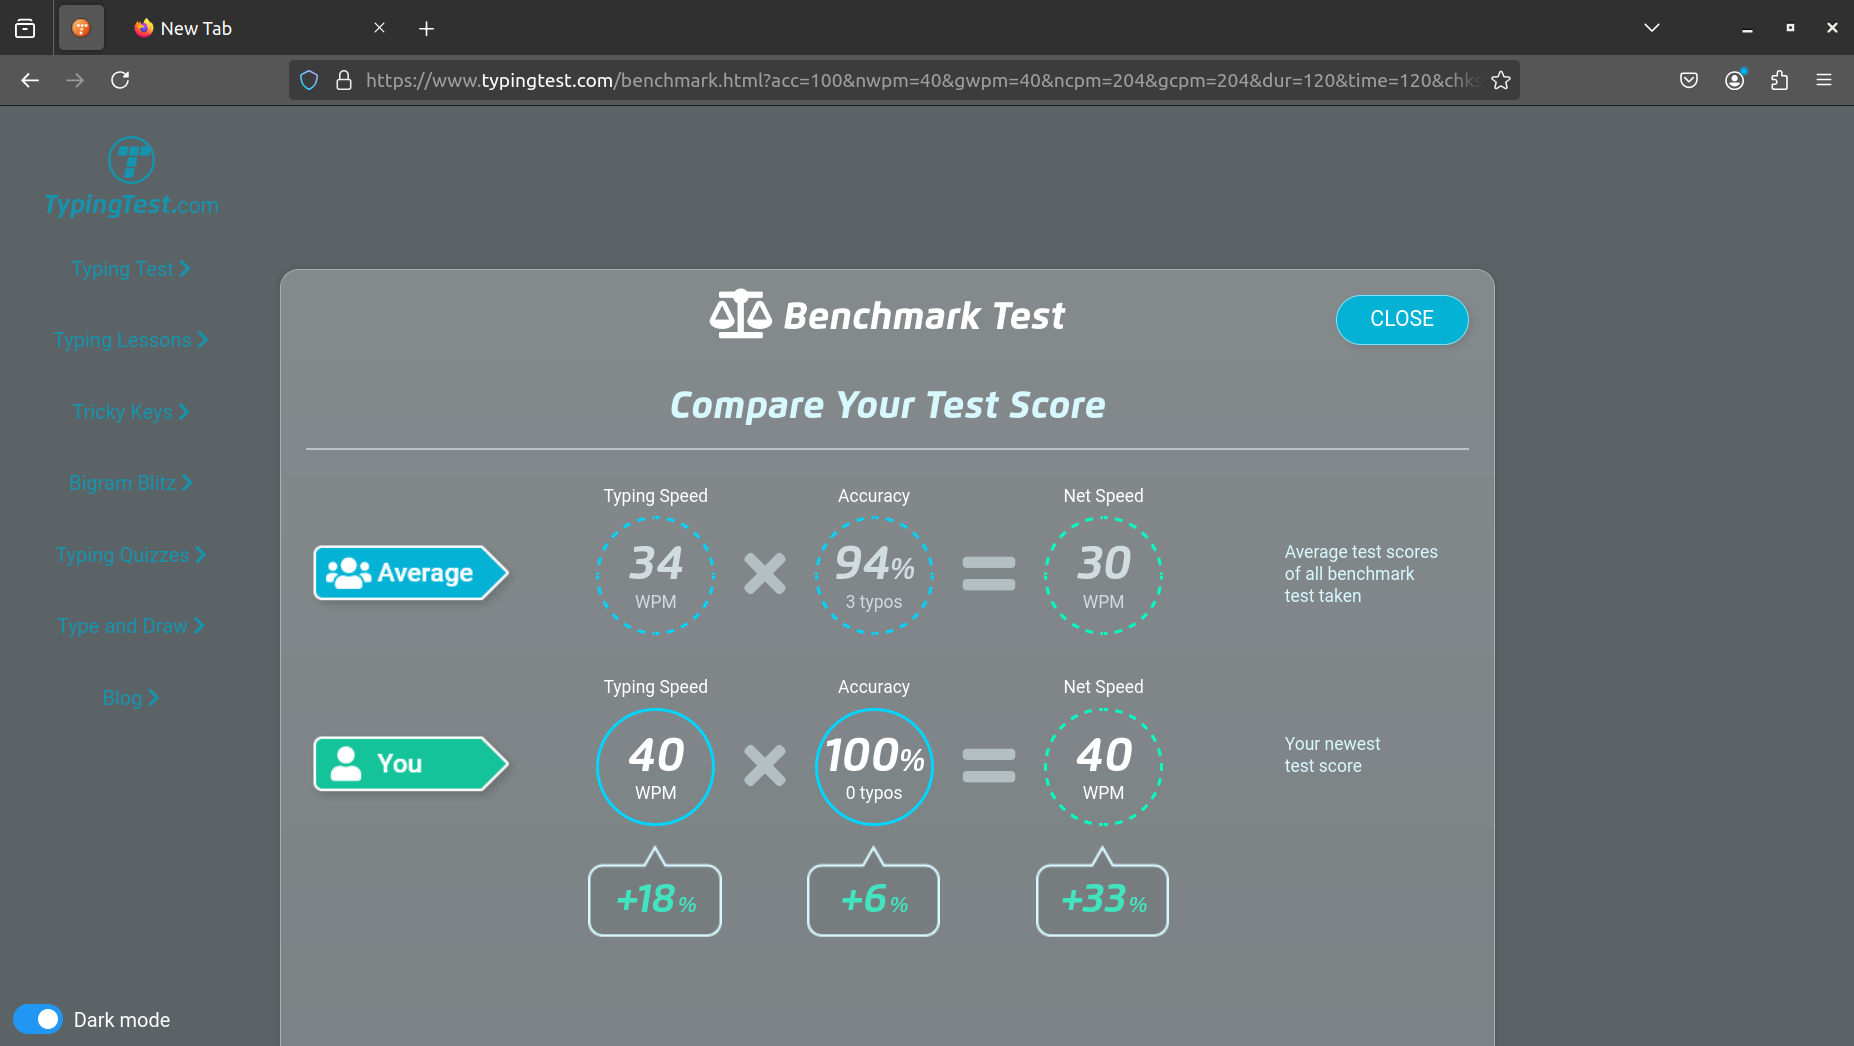 New Tab
https://www.typingtest.com/benchmark.html?acc=100&nwpm=40&gwpm=40&ncpm=204&gcpm=204&dur=120&time=120&chks
TypingTest.com
Typing Test
Typing Lessons
Tricky Keys
Bigram Blitz
Typing Quizzes
Type and Draw
Blog
Dark mode
Benchmark Test
CLOSE
Compare Your Test Score
Typing Speed Accuracy Net Speed
Average
34 WPM
94% 3 typos
30 WPM
Average test scores
of all benchmark
test taken
Typing Speed Accuracy Net Speed
You
40 WPM
100% 0 typos
40 WPM
Your newest
test score
+18% +6% +33%